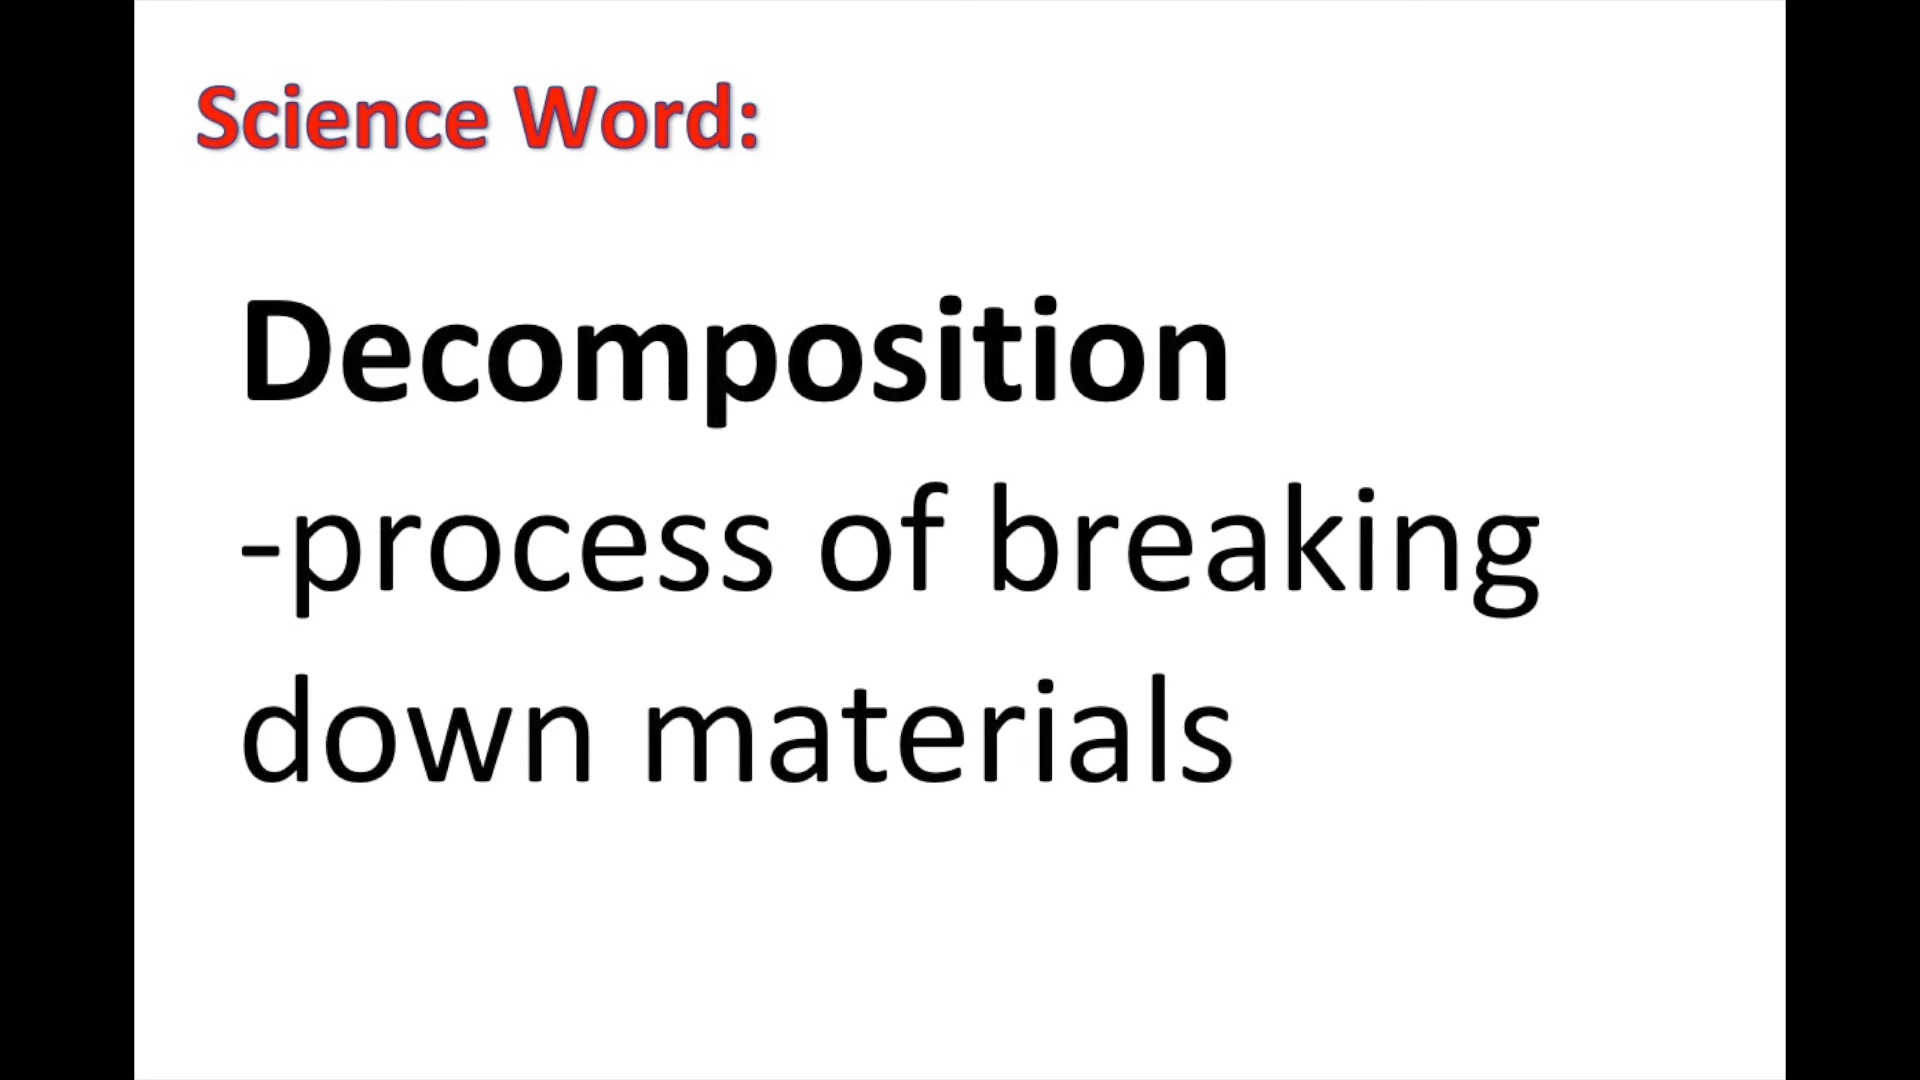 Science Word:
Decomposition
-process of breaking
down materials